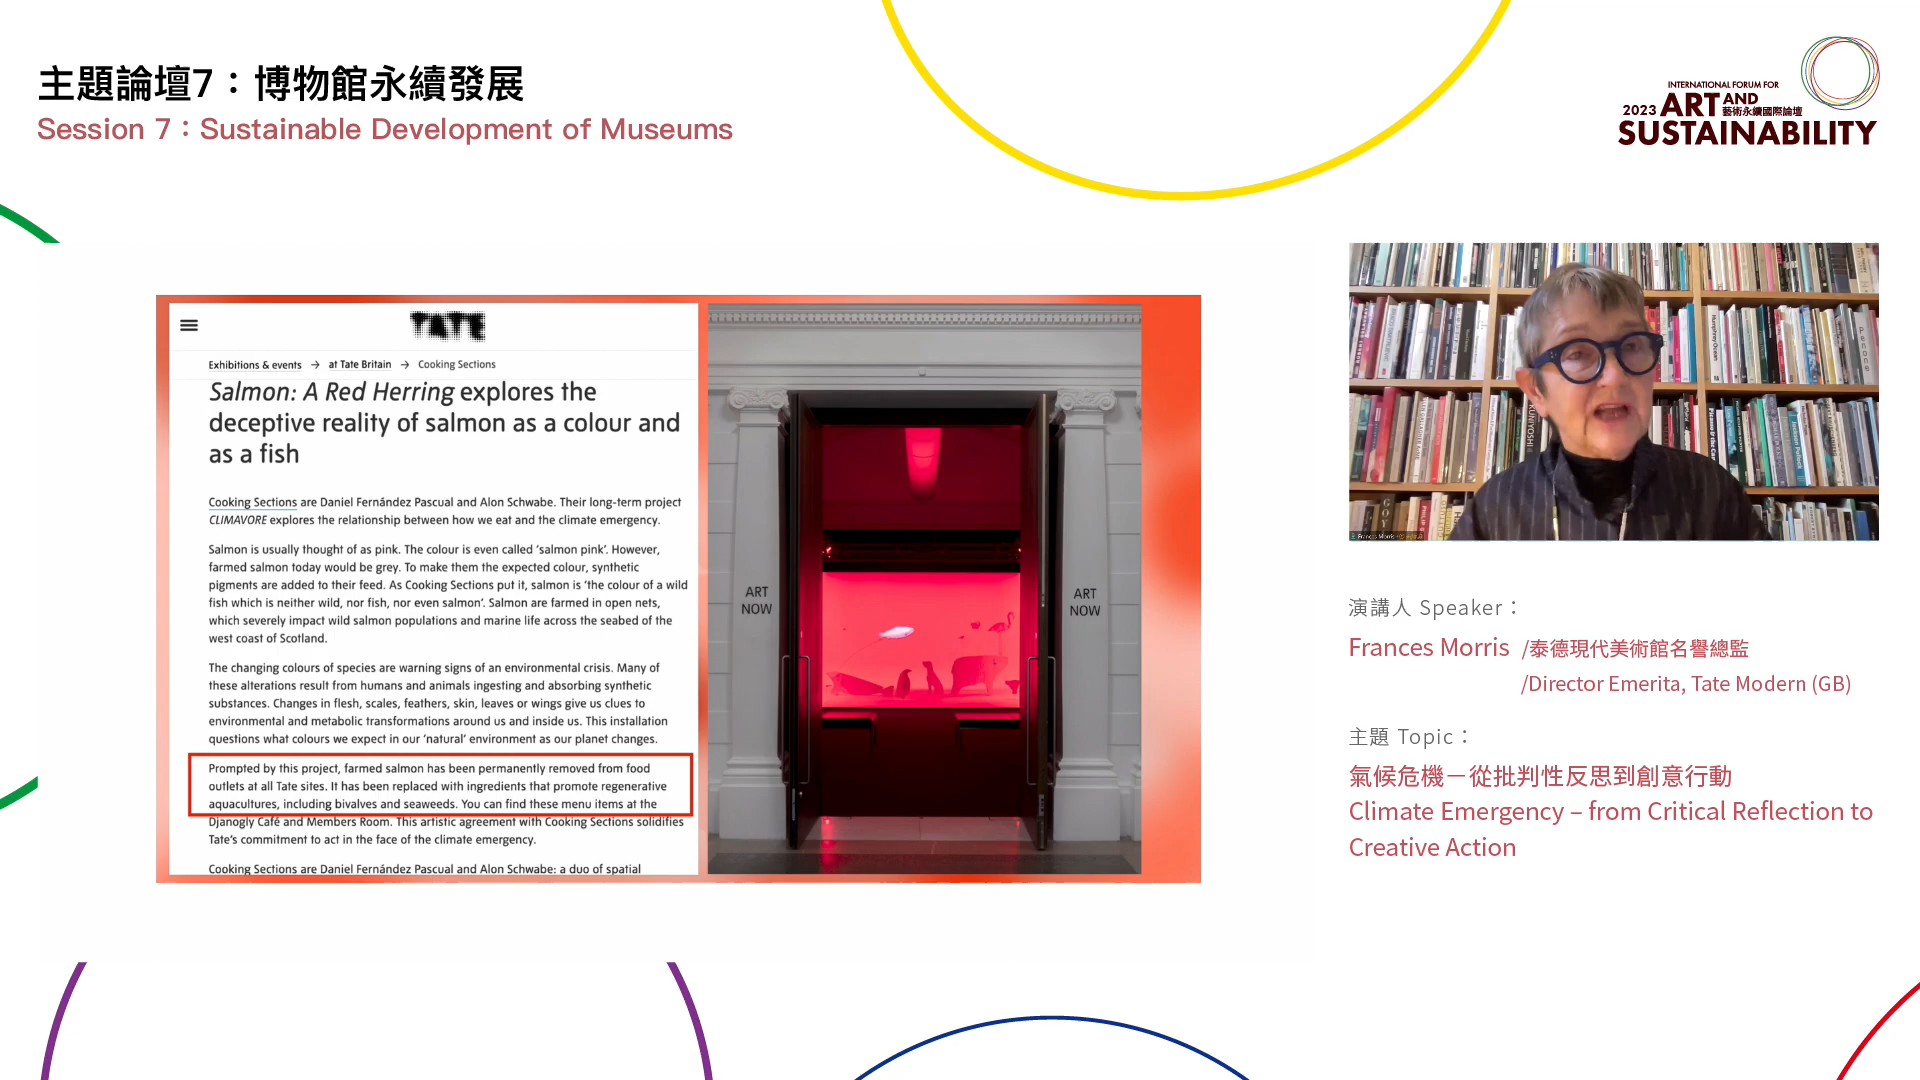 主題論壇7：博物館永續發展
Session 7：Sustainable Development of Museums
INTERNATIONAL FORUM FOR
2023 ART AND
藝術永續國際論壇
SUSTAINABILITY
TATE
Exhibitions & events → at Tate Britain → Cooking Sections
Salmon: A Red Herring explores the
deceptive reality of salmon as a colour and
as a fish
Cooking Sections are Daniel Fernández Pascual and Alon Schwabe. Their long-term project
CLIMAVORE explores the relationship between how we eat and the climate emergency.
Salmon is usually thought of as pink. The colour is even called ‘salmon pink’. However,
farmed salmon today would be grey. To make them the expected colour, synthetic
pigments are added to their feed. As Cooking Sections put it, salmon is ‘the colour of a wild
fish which is neither wild, nor fish, nor even salmon’. Salmon are farmed in open nets,
which severely impact wild salmon populations and marine life across the seabed of the
west coast of Scotland.
The changing colours of species are warning signs of an environmental crisis. Many of
these alterations result from humans and animals ingesting and absorbing synthetic
substances. Changes in flesh, scales, feathers, skin, leaves or wings give us clues to
environmental and metabolic transformations around us and inside us. This installation
questions what colours we expect in our ‘natural’ environment as our planet changes.
Prompted by this project, farmed salmon has been permanently removed from food
outlets at all Tate sites. It has been replaced with ingredients that promote regenerative
aquacultures, including bivalves and seaweeds. You can find these menu items at the
Djanogly Café and Members Room. This artistic agreement with Cooking Sections solidifies
Tate’s commitment to act in the face of the climate emergency.
Cooking Sections are Daniel Fernández Pascual and Alon Schwabe: a duo of spatial
ART
NOW
ART
NOW
KUNIYOSHI
GOYA
Frances Morris
演講人 Speaker：
Frances Morris /泰德現代美術館名譽總監
/Director Emerita, Tate Modern (GB)
主題 Topic：
氣候危機－從批判性反思到創意行動
Climate Emergency – from Critical Reflection to
Creative Action